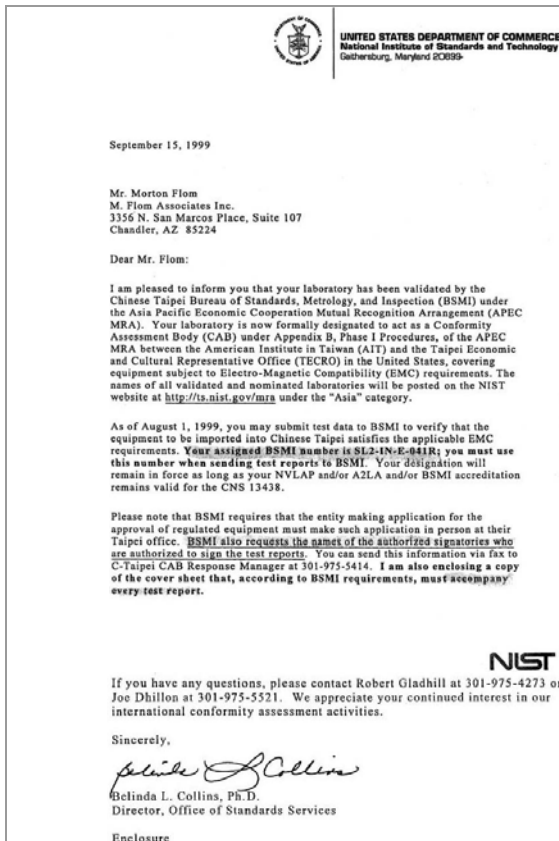 UNITED STATES DEPARTMENT OF COMMERCE
National Institute of Standards and Technology
Gaithersburg, Maryland 20899-
September 15, 1999
Mr. Morton Flom
M. Flom Associates Inc.
3356 N. San Marcos Place, Suite 107
Chandler, AZ 85224
Dear Mr. Flom:
I am pleased to inform you that your laboratory has been validated by the
Chinese Taipei Bureau of Standards, Metrology, and Inspection (BSMI) under
the Asia Pacific Economic Cooperation Mutual Recognition Arrangement (APEC
MRA). Your laboratory is now formally designated to act as a Conformity
Assessment Body (CAB) under Appendix B, Phase I Procedures, of the APEC
MRA between the American Institute in Taiwan (AIT) and the Taipei Economic
and Cultural Representative Office (TECRO) in the United States, covering
equipment subject to Electro-Magnetic Compatibility (EMC) requirements. The
names of all validated and nominated laboratories will be posted on the NIST
website at http://ts.nist.gov/mra under the "Asia" category.
As of August 1, 1999, you may submit test data to BSMI to verify that the
equipment to be imported into Chinese Taipei satisfies the applicable EMC
requirements. Your assigned BSMI number is SL2-IN-E-041R; you must use
this number when sending test reports to BSMI. Your designation will
remain in force as long as your NVLAP and/or A2LA and/or BSMI accreditation
remains valid for the CNS 13438.
Please note that BSMI requires that the entity making application for the
approval of regulated equipment must make such application in person at their
Taipei office. BSMI also requests the names of the authorized signatories who
are authorized to sign the test reports. You can send this information via fax to
C-Taipei CAB Response Manager at 301-975-5414. I am also enclosing a copy
of the cover sheet that, according to BSMI requirements, must accompany
every test report.
NIST
If you have any questions, please contact Robert Gladhill at 301-975-4273 or
Joe Dhillon at 301-975-5521. We appreciate your continued interest in our
international conformity assessment activities.
Sincerely,
Belinda L Collins
Belinda L. Collins, Ph.D.
Director, Office of Standards Services
Enclosure